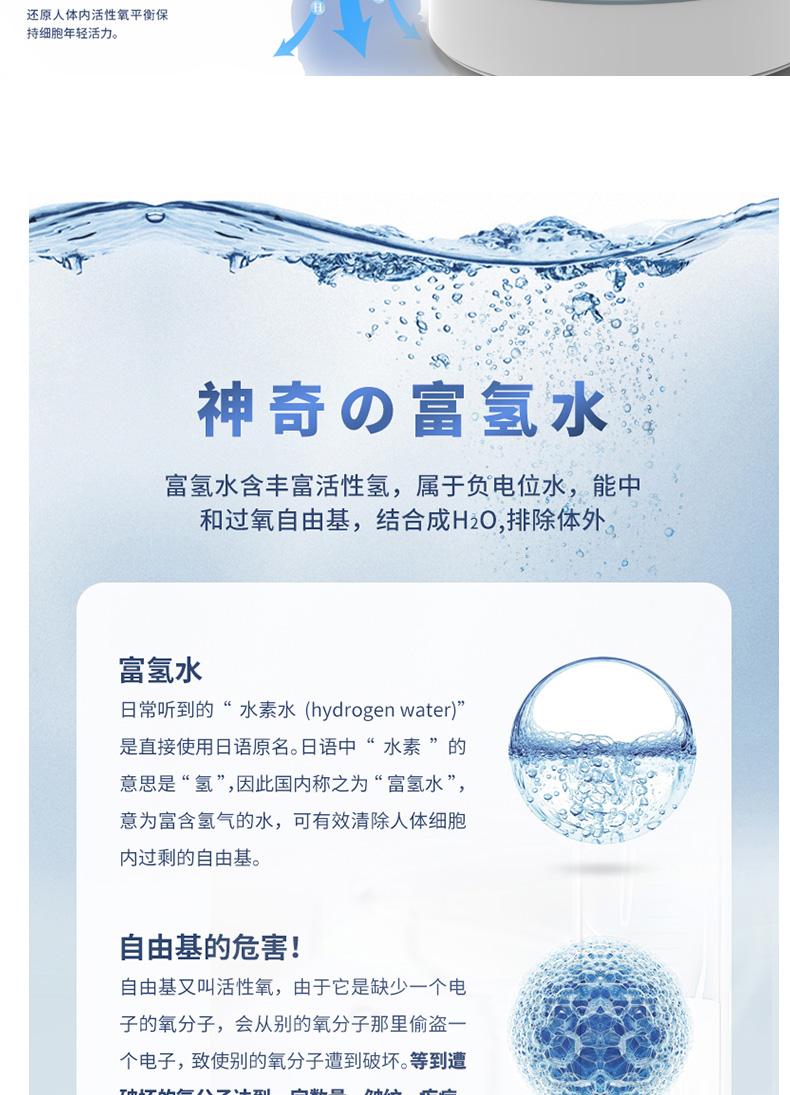 还原人体内活性氧平衡保
持细胞年轻活力。
H
神奇の富氢水
富氢水含丰富活性氢，属于负电位水，能中
和过氧自由基，结合成H₂O,排除体外
富氢水
日常听到的“ 水素水 (hydrogen water)”
是直接使用日语原名。日语中“ 水素 ”的
意思是“氢”，因此国内称之为“富氢水”，
意为富含氢气的水，可有效清除人体细胞
内过剩的自由基。
自由基的危害！
自由基又叫活性氧，由于它是缺少一个电
子的氧分子，会从别的氧分子那里偷盗一
个电子，致使别的氧分子遭到破坏。等到遭